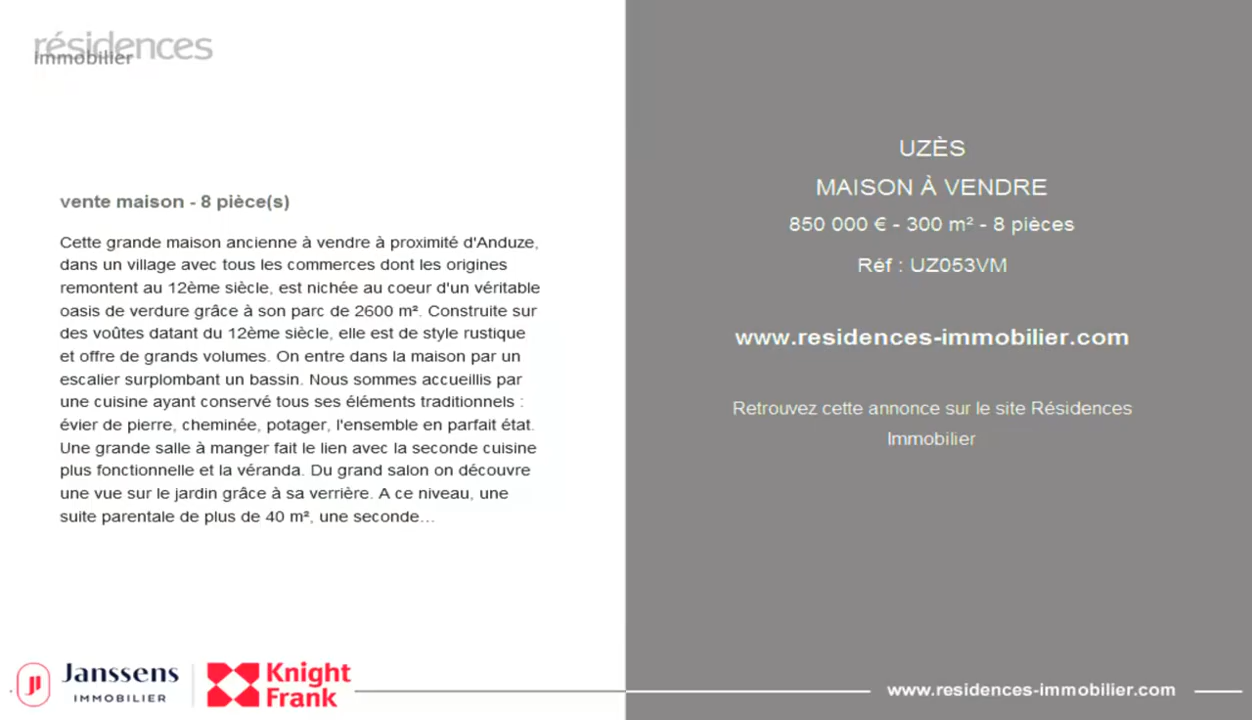 résidences
immobilier
vente maison - 8 pièce(s)
Cette grande maison ancienne à vendre à proximité d'Anduze,
dans un village avec tous les commerces dont les origines
remontent au 12ème siècle, est nichée au coeur d'un véritable
oasis de verdure grâce à son parc de 2600 m². Construite sur
des voûtes datant du 12ème siècle, elle est de style rustique
et offre de grands volumes. On entre dans la maison par un
escalier surplombant un bassin. Nous sommes accueillis par
une cuisine ayant conservé tous ses éléments traditionnels :
évier de pierre, cheminée, potager, l'ensemble en parfait état.
Une grande salle à manger fait le lien avec la seconde cuisine
plus fonctionnelle et la véranda. Du grand salon on découvre
une vue sur le jardin grâce à sa verrière. A ce niveau, une
suite parentale de plus de 40 m², une seconde...
UZÈS
MAISON À VENDRE
850 000 € - 300 m² - 8 pièces
Réf : UZ053VM
www.residences-immobilier.com
Retrouvez cette annonce sur le site Résidences
Immobilier
Janssens
IMMOBILIER
Knight
Frank
www.residences-immobilier.com